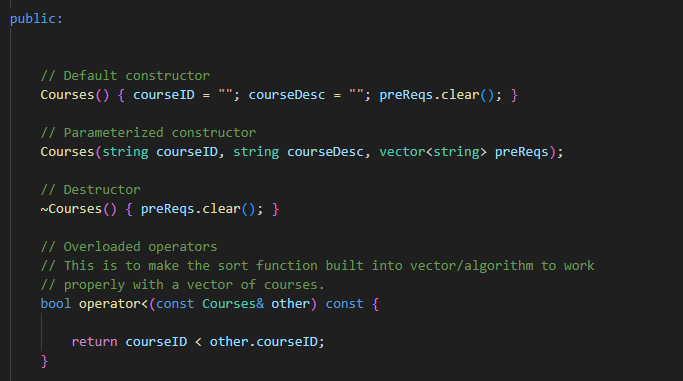 public:
// Default constructor
Courses() { courseID = ""; courseDesc = ""; preReqs.clear(); }
// Parameterized constructor
Courses(string courseID, string courseDesc, vector<string> preReqs);
// Destructor
~Courses() { preReqs.clear(); }
// Overloaded operators
// This is to make the sort function built into vector/algorithm to work
// properly with a vector of courses.
bool operator<(const Courses& other) const {
return courseID < other.courseID;
}